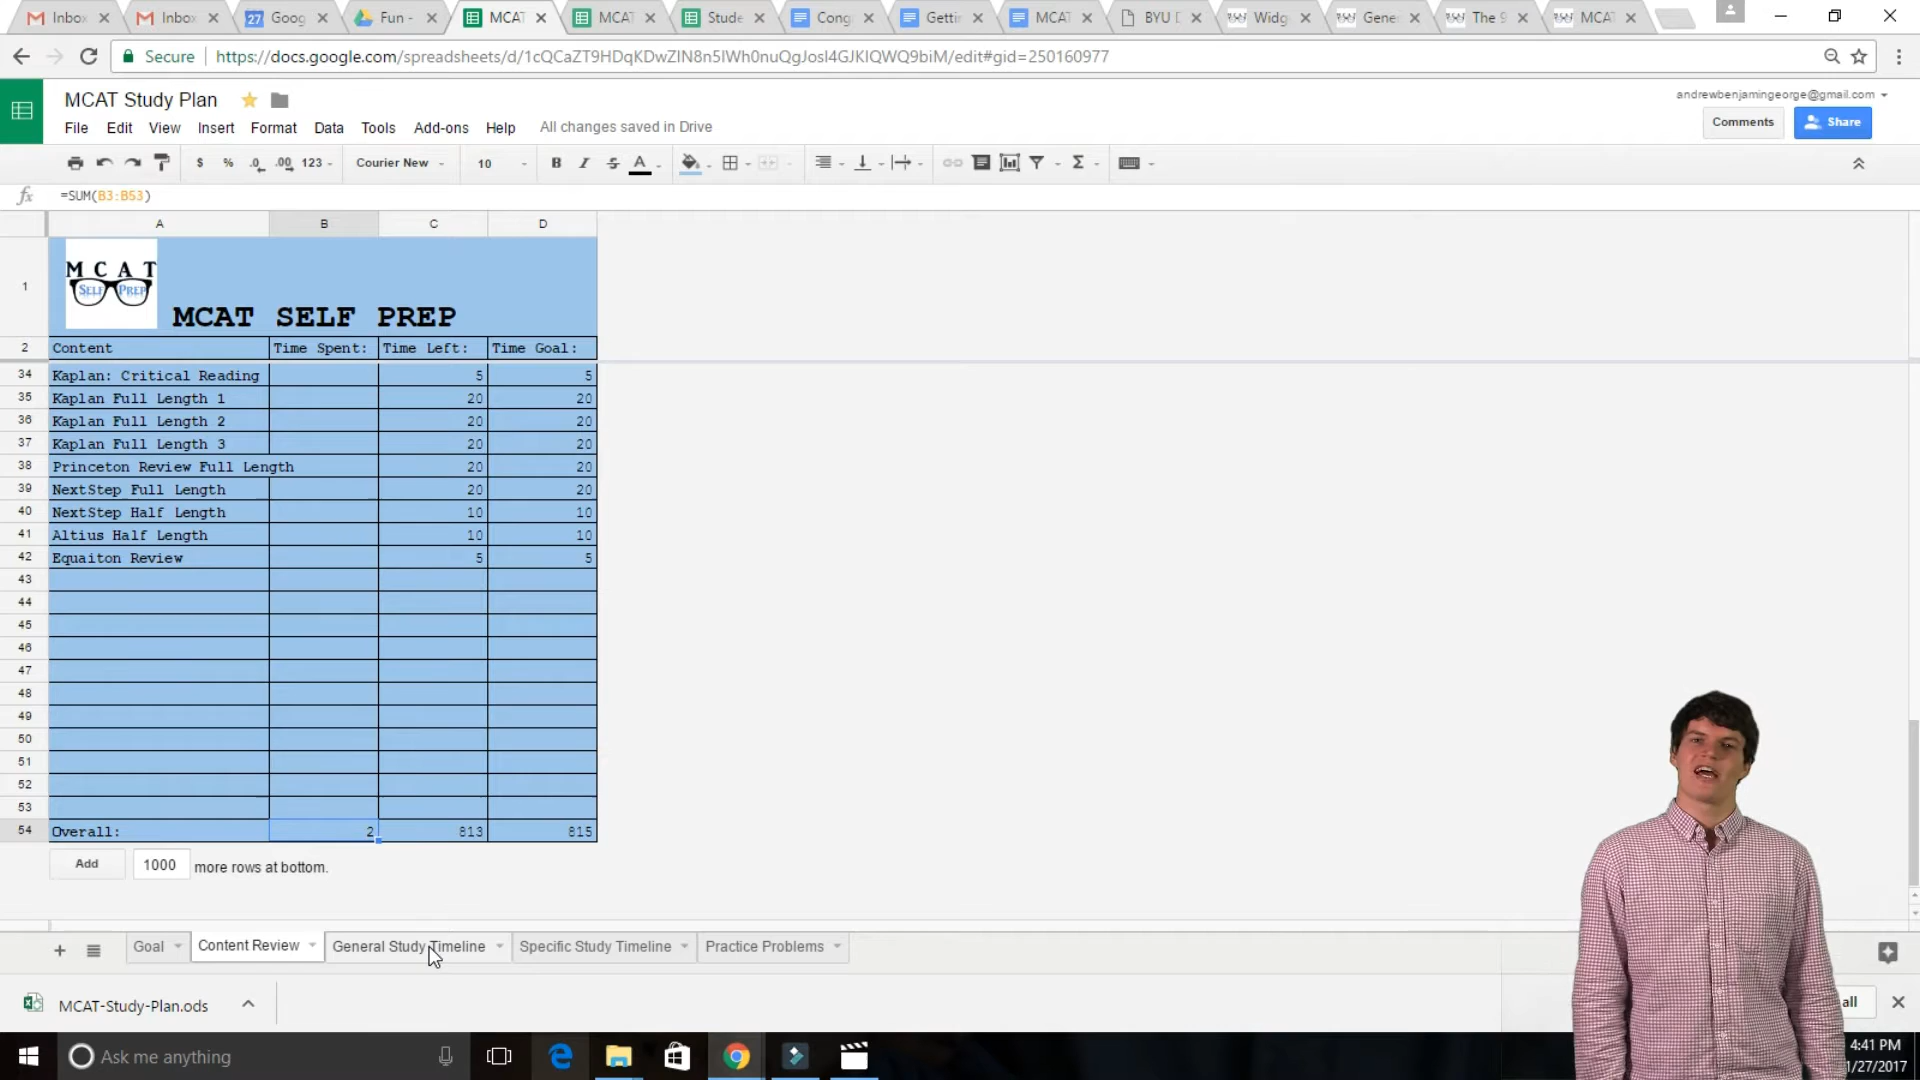 Inbox
Inbox
27 Goog
Fun -
MCAT
MCAT
Stude
Cong
Getti
MCAT
BYU
Widg
Gene
The
MCAT
Secure https://docs.google.com/spreadsheets/d/1cQCaZT9HDqKDwZIN8n5IWh0nuQgJosI4GJKIQWQ9biM/edit#gid=250160977
MCAT Study Plan
andrewbenjamingeorge@gmail.com
File Edit View Insert Format Data Tools Add-ons Help All changes saved in Drive
Comments Share
$ % .0 .00 123 Courier New 10 B I S A Σ
fx =SUM(B3:B53)
A B C D
M C A T
SELF PREP
1 MCAT SELF PREP
2 Content Time Spent: Time Left: Time Goal:
34 Kaplan: Critical Reading 5 5
35 Kaplan Full Length 1 20 20
36 Kaplan Full Length 2 20 20
37 Kaplan Full Length 3 20 20
38 Princeton Review Full Length 20 20
39 NextStep Full Length 20 20
40 NextStep Half Length 10 10
41 Altius Half Length 10 10
42 Equaiton Review 5 5
43
44
45
46
47
48
49
50
51
52
53
54 Overall: 2 813 815
Add 1000 more rows at bottom.
+ Goal Content Review General Study Timeline Specific Study Timeline Practice Problems
MCAT-Study-Plan.ods
all
Ask me anything
4:41 PM
1/27/2017